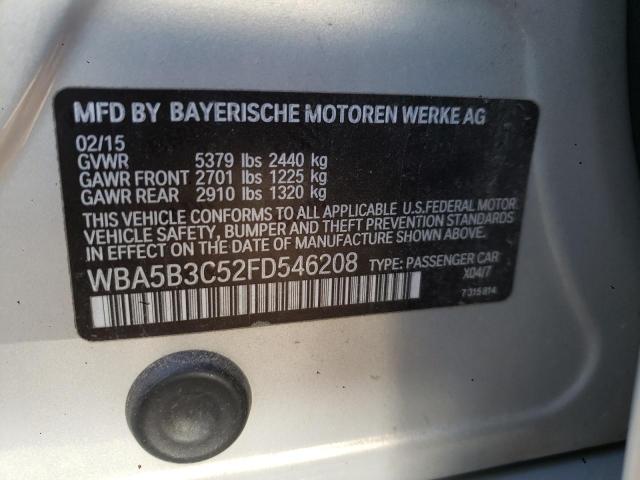 MFD BY BAYERISCHE MOTOREN WERKE AG
02/15
GVWR 5379 lbs 2440 kg
GAWR FRONT 2701 lbs 1225 kg
GAWR REAR 2910 lbs 1320 kg
THIS VEHICLE CONFORMS TO ALL APPLICABLE U.S.FEDERAL MOTOR
VEHICLE SAFETY, BUMPER AND THEFT PREVENTION STANDARDS
IN EFFECT ON THE DATE OF MANUFACTURE SHOWN ABOVE.
WBA5B3C52FD546208 TYPE: PASSENGER CAR
X04/7
7315814